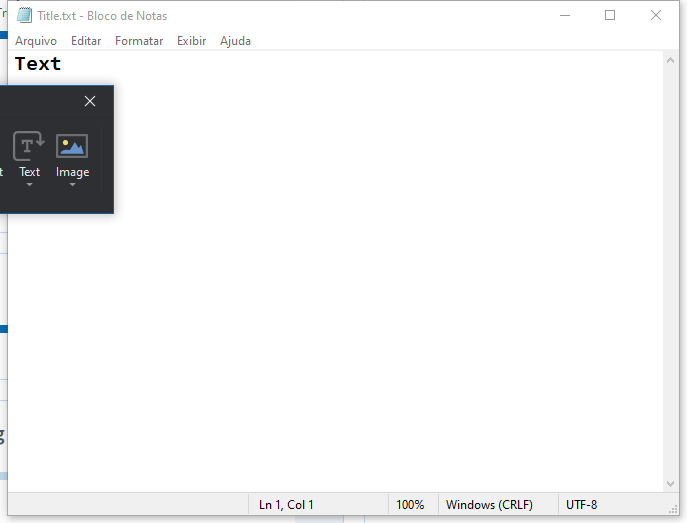 Title.txt - Bloco de Notas
Arquivo Editar Formatar Exibir Ajuda
Text
Text Image
Ln 1, Col 1 100% Windows (CRLF) UTF-8